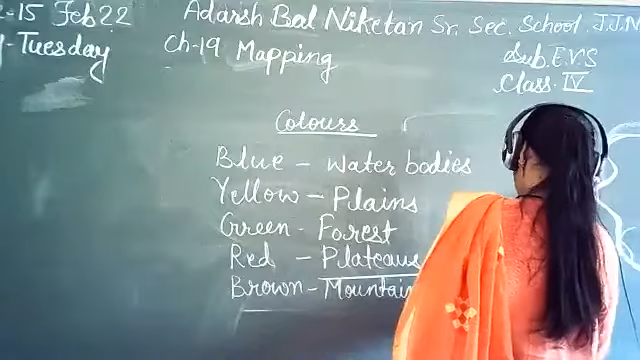 -15 Feb 22
Adarsh Bal Niketan Sr. Sec. School. J.J.N
-Tuesday
Ch-19 Mapping
Sub. E.V.S
Class. IV
Colours
Blue - Water bodies
Yellow - Plains
Green - Forest
Red - Plateaus
Brown - Mountain